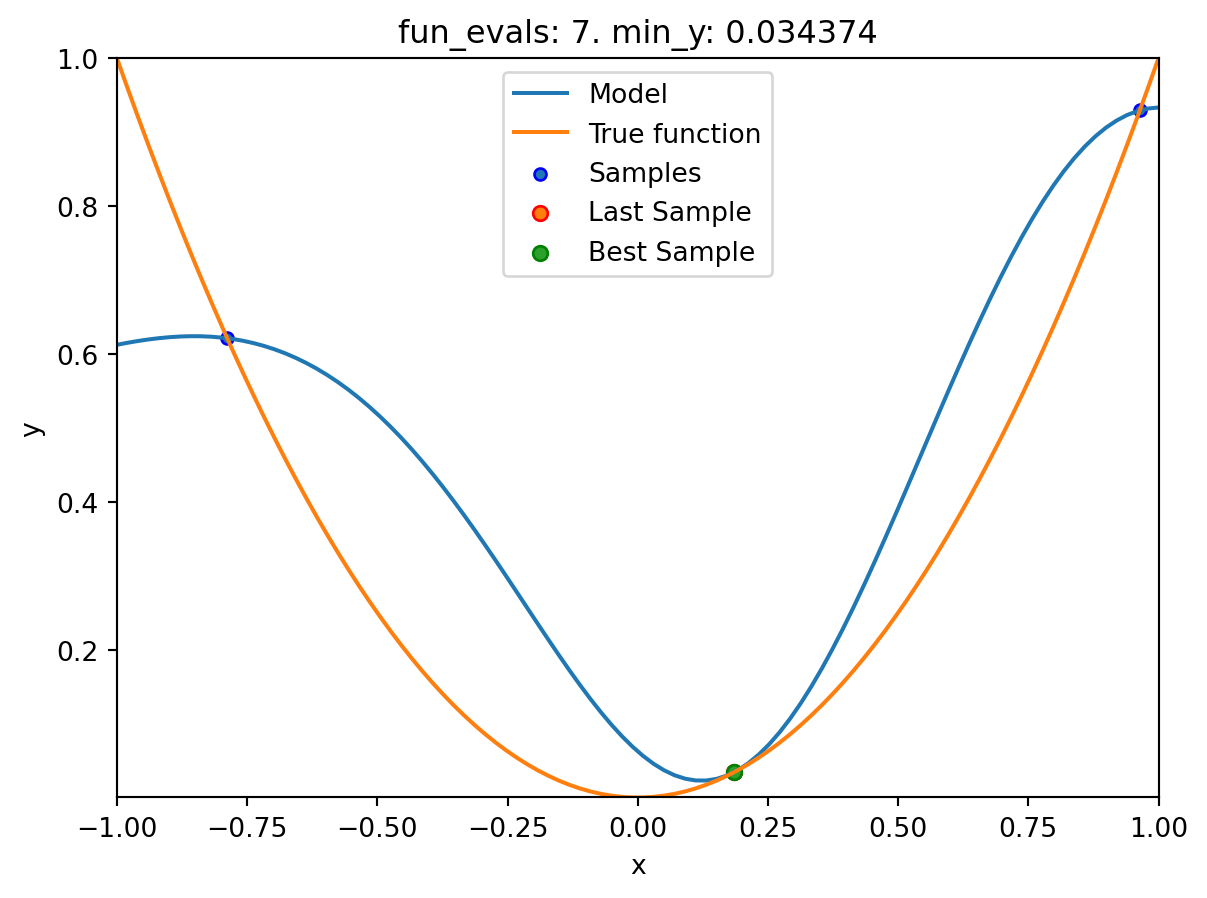 fun_evals: 7. min_y: 0.034374
Model
True function
Samples
Last Sample
Best Sample
1.0
0.8
0.6
0.4
0.2
y
−1.00 −0.75 −0.50 −0.25 0.00 0.25 0.50 0.75 1.00
x